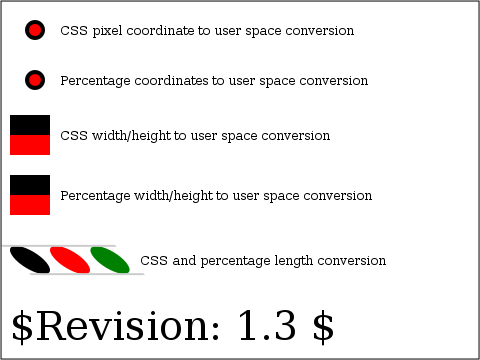 CSS pixel coordinate to user space conversion
Percentage coordinates to user space conversion
CSS width/height to user space conversion
Percentage width/height to user space conversion
CSS and percentage length conversion
$Revision: 1.3 $